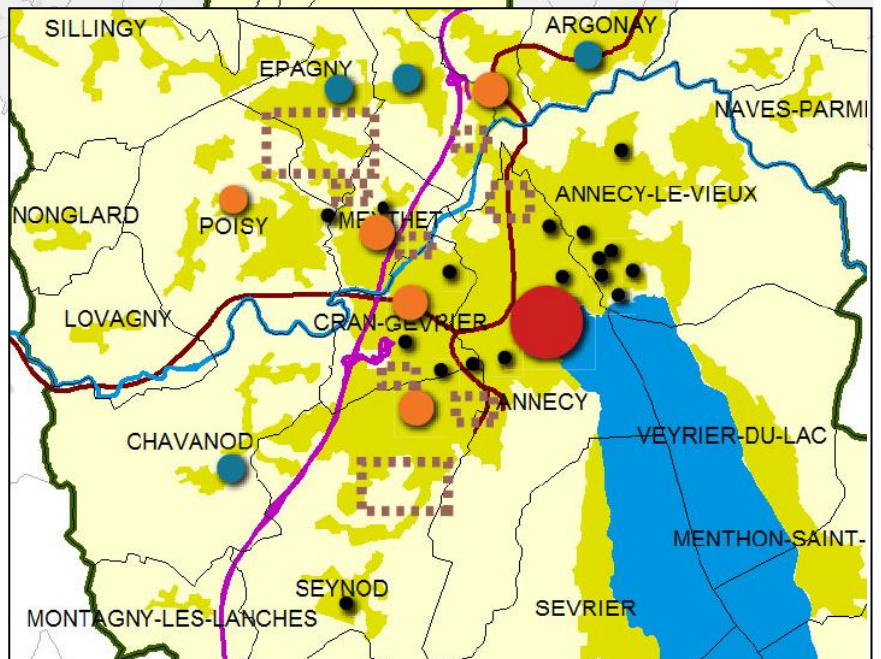 SILLINGY
ARGONAY
EPAGNY
NAVES-PARM
ANNECY-LE-VIEUX
NONGLARD
POISY
LOVAGNY
CRAN-GEVRIER
ANNECY
CHAVANOD
VEYRIER-DU-LAC
MENTHON-SAINT-
SEYNOD
SEVRIER
MONTAGNY-LES-LANCHES